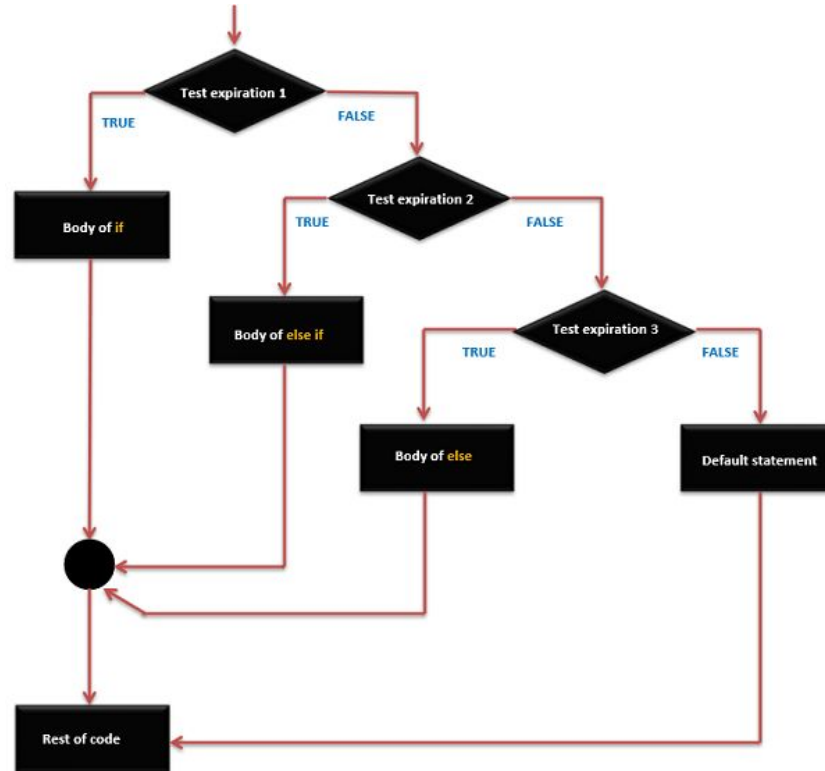 Test expiration 1
TRUE
FALSE
Test expiration 2
Body of if
TRUE
FALSE
Body of else if
Test expiration 3
TRUE
FALSE
Body of else
Default statement
Rest of code